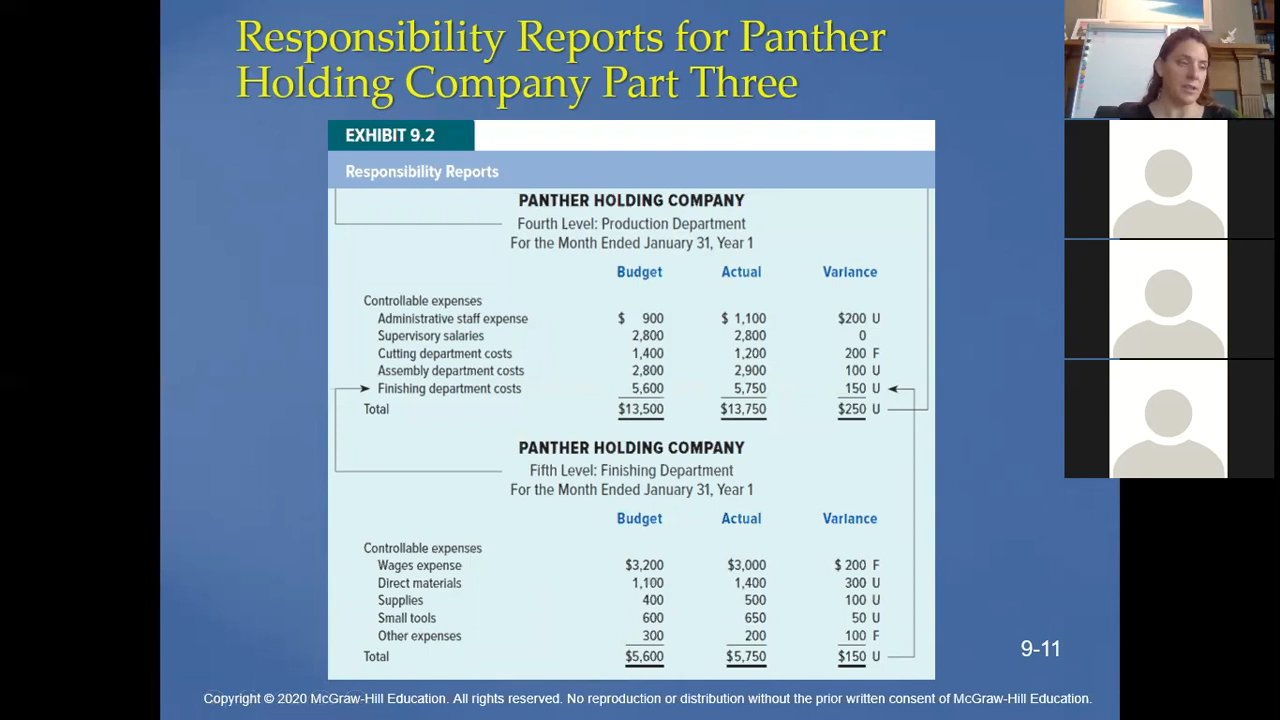 Responsibility Reports for Panther
Holding Company Part Three
EXHIBIT 9.2
Responsibility Reports
PANTHER HOLDING COMPANY
Fourth Level: Production Department
For the Month Ended January 31, Year 1
Budget Actual Variance
Controllable expenses
Administrative staff expense $ 900 $ 1,100 $200 U
Supervisory salaries 2,800 2,800 0
Cutting department costs 1,400 1,200 200 F
Assembly department costs 2,800 2,900 100 U
Finishing department costs 5,600 5,750 150 U
Total $13,500 $13,750 $250 U
PANTHER HOLDING COMPANY
Fifth Level: Finishing Department
For the Month Ended January 31, Year 1
Budget Actual Variance
Controllable expenses
Wages expense $3,200 $3,000 $ 200 F
Direct materials 1,100 1,400 300 U
Supplies 400 500 100 U
Small tools 600 650 50 U
Other expenses 300 200 100 F
Total $5,600 $5,750 $150 U
9-11
Copyright © 2020 McGraw-Hill Education. All rights reserved. No reproduction or distribution without the prior written consent of McGraw-Hill Education.